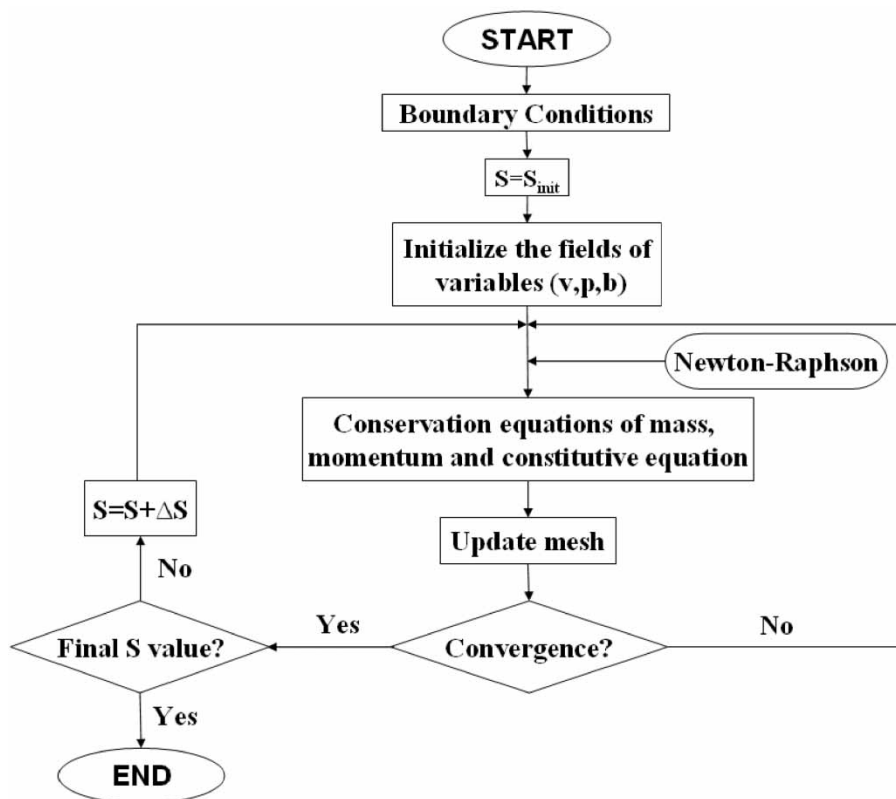 START
Boundary Conditions
S=Sinit
Initialize the fields of
variables (v,p,b)
Newton-Raphson
Conservation equations of mass,
momentum and constitutive equation
S=S+ΔS
Update mesh
No
Yes
No
Final S value?
Convergence?
Yes
END